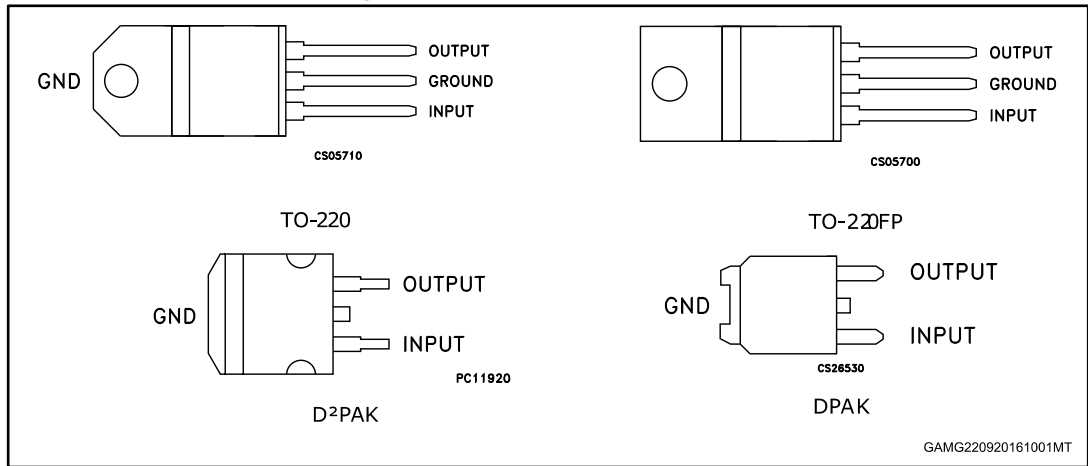 GND
OUTPUT
GROUND
INPUT
CS05710
TO-220
OUTPUT
GROUND
INPUT
CS05700
TO-220FP
GND
OUTPUT
INPUT
PC11920
D²PAK
GND
OUTPUT
INPUT
CS26530
DPAK
GAMG220920161001MT